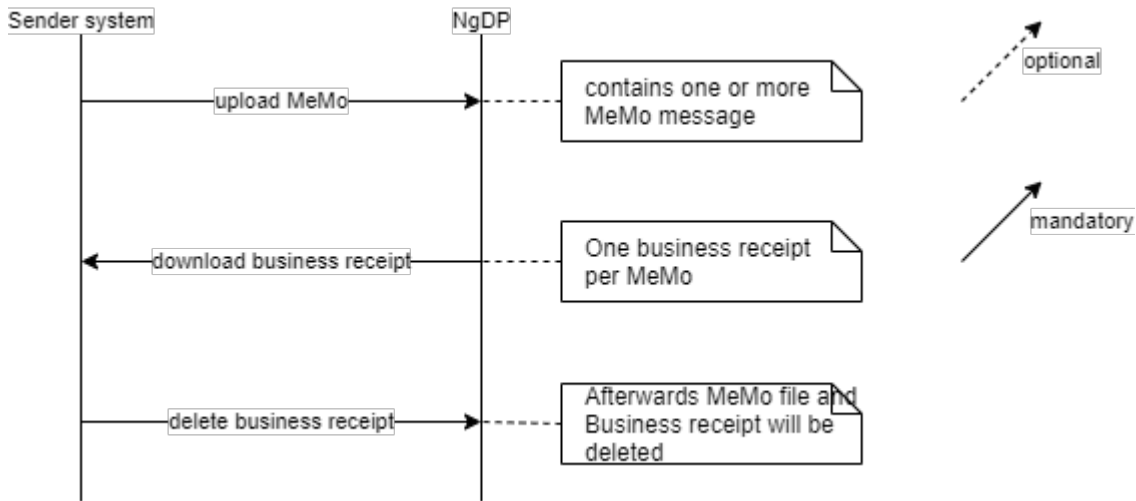 Sender system
NgDP
upload MeMo
contains one or more
MeMo message
optional
download business receipt
One business receipt
per MeMo
mandatory
delete business receipt
Afterwards MeMo file and
Business receipt will be
deleted